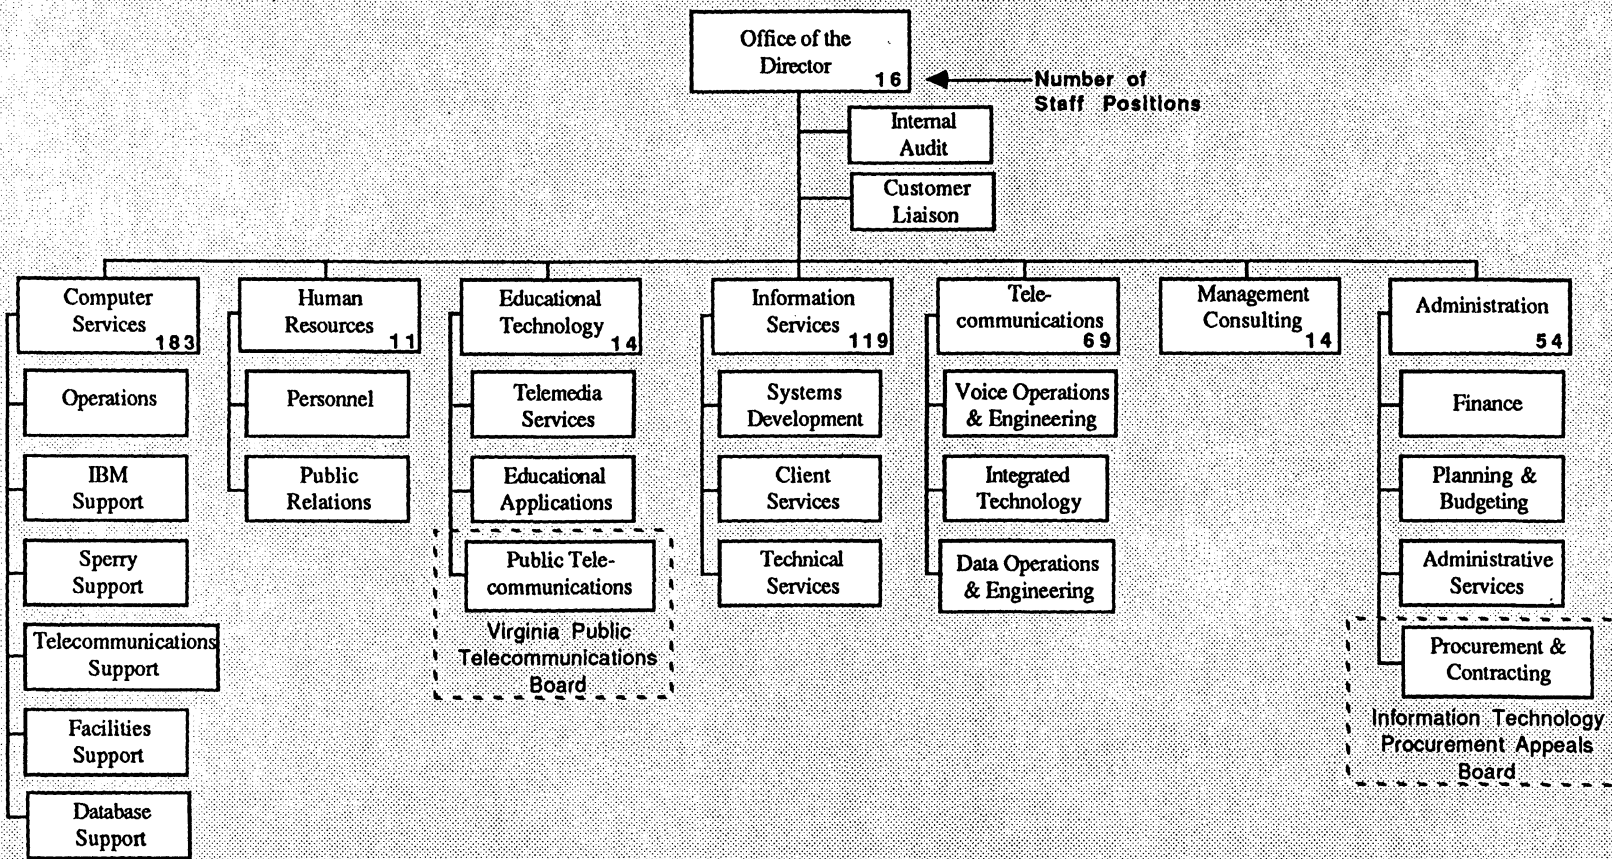 Office of the
Director
16
Number of
Staff Positions
Internal
Audit
Customer
Liaison
Computer
Services
183
Operations
IBM
Support
Sperry
Support
Telecommunications
Support
Facilities
Support
Database
Support
Human
Resources
11
Personnel
Public
Relations
Educational
Technology
14
Telemedia
Services
Educational
Applications
Public Tele-
communications
Virginia Public
Telecommunications
Board
Information
Services
119
Systems
Development
Client
Services
Technical
Services
Tele-
communications
69
Voice Operations
& Engineering
Integrated
Technology
Data Operations
& Engineering
Management
Consulting
14
Administration
54
Finance
Planning &
Budgeting
Administrative
Services
Procurement &
Contracting
Information Technology
Procurement Appeals
Board